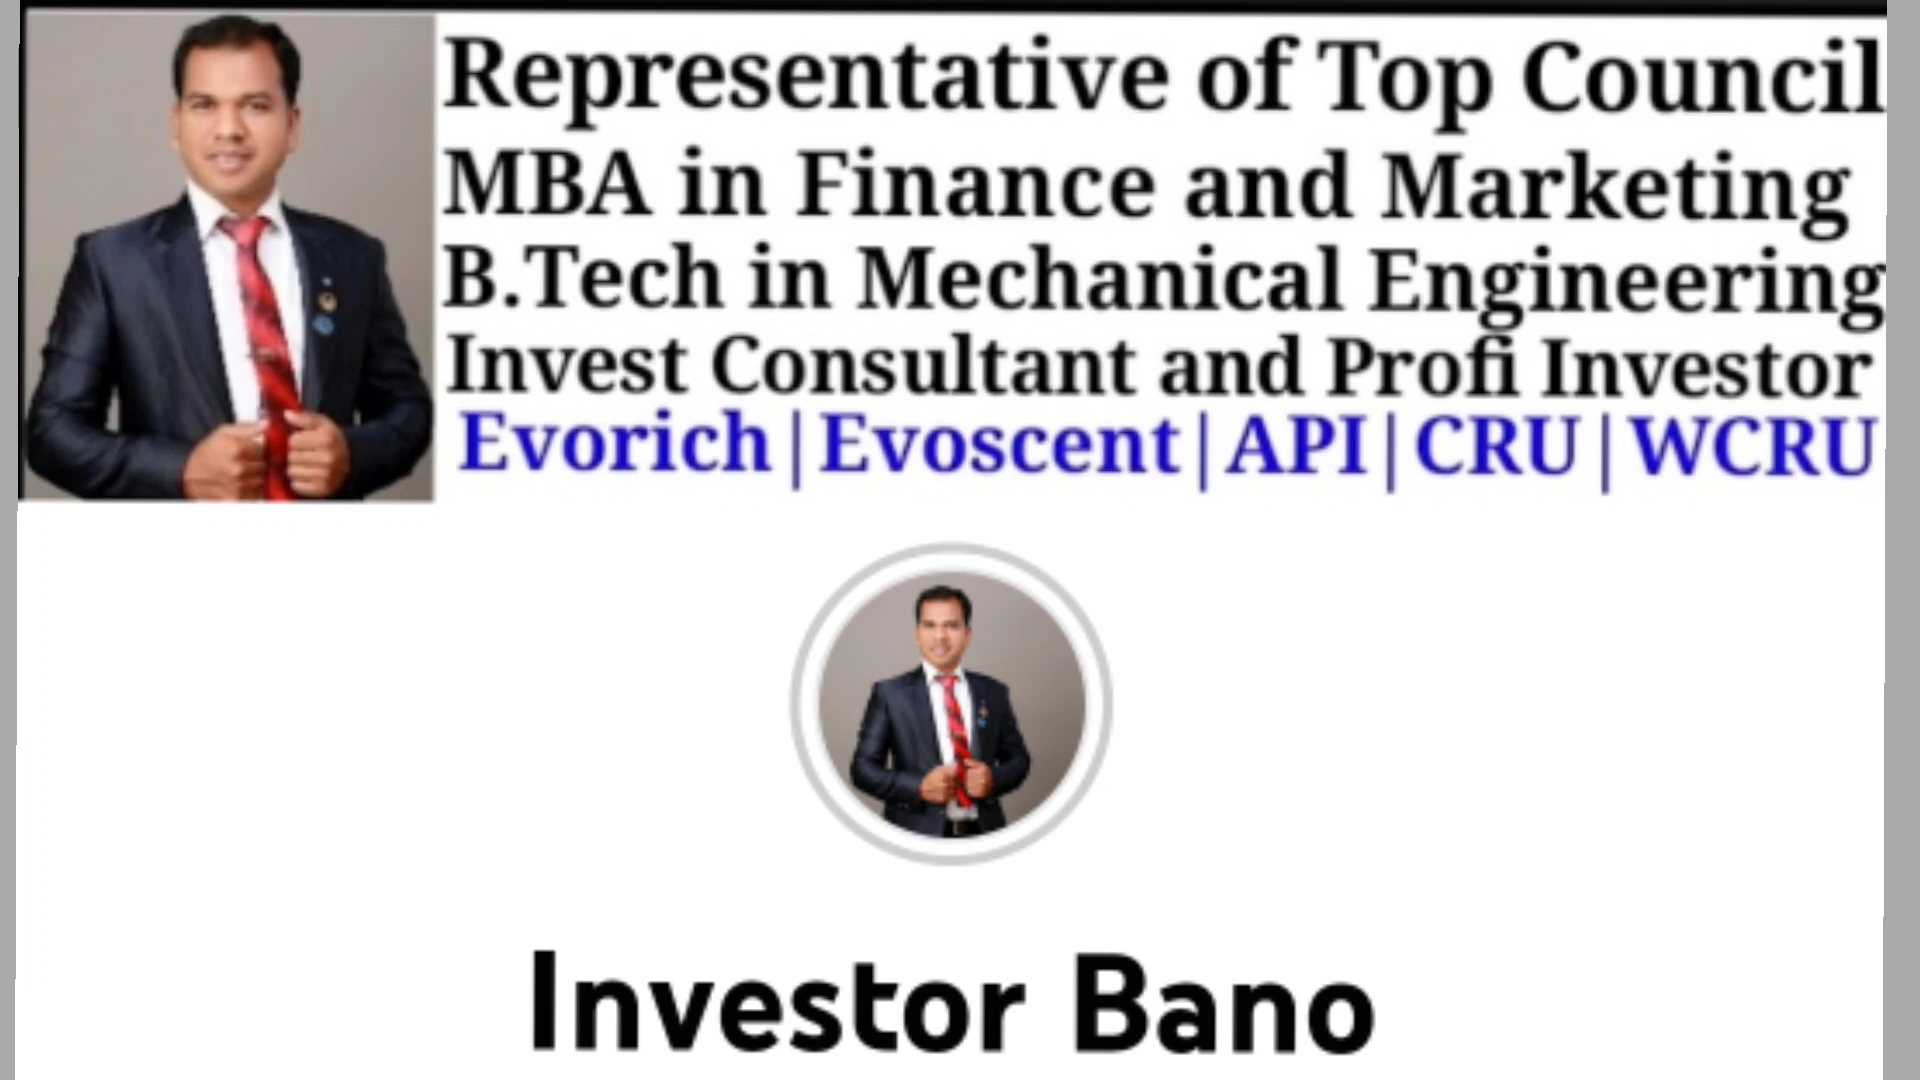 Representative of Top Council
MBA in Finance and Marketing
B.Tech in Mechanical Engineering
Invest Consultant and Profi Investor
Evorich|Evoscent|API|CRU|WCRU
Investor Bano